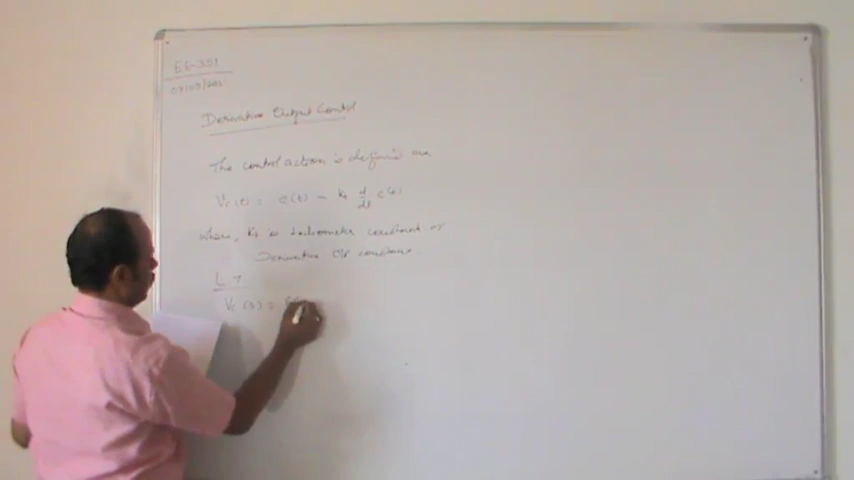 EE-351
Derivative Output Control
The control action is defined as
Vc(t) = e(t) - Kt d/dt c(t)
Where, Kt is tachometer constant or
Derivative O/P constant.
L.T
Vc(s) =